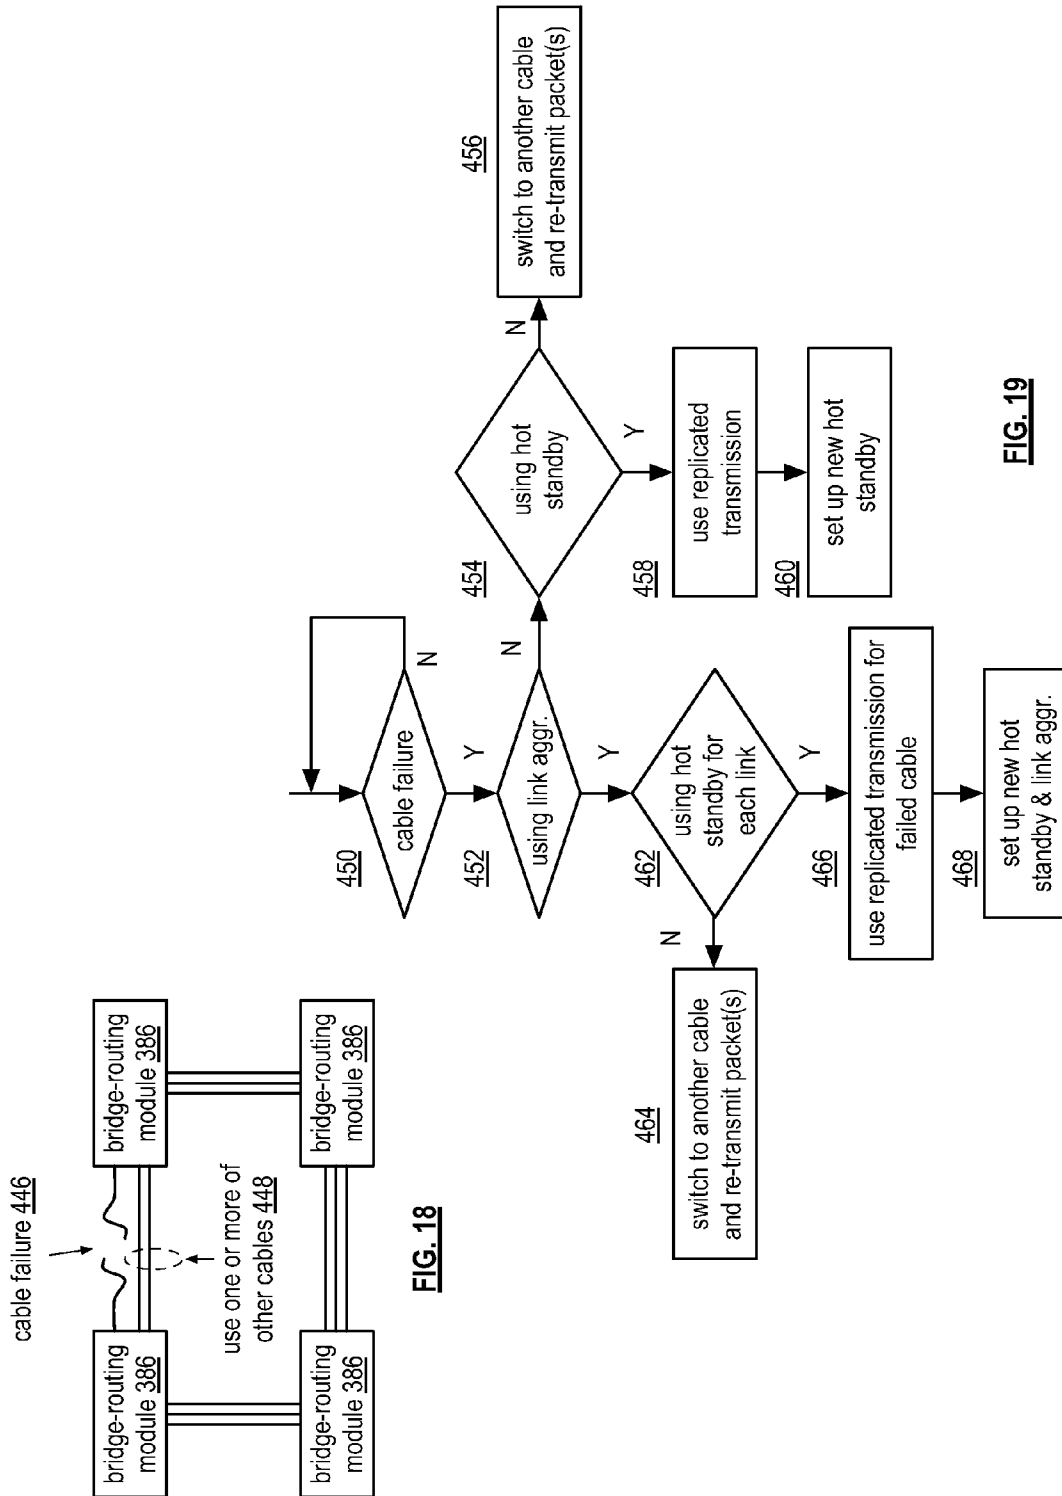 cable failure 446
bridge-routing
module 386
bridge-routing
module 386
use one or more of
other cables 448
bridge-routing
module 386
bridge-routing
module 386
FIG. 18
450
cable failure
N
Y
452
using link aggr.
N
Y
454
using hot
standby
N
Y
456
switch to another cable
and re-transmit packet(s)
458
use replicated
transmission
460
set up new hot
standby
462
using hot
standby for
each link
N
Y
464
switch to another cable
and re-transmit packet(s)
466
use replicated transmission for
failed cable
468
set up new hot
standby & link aggr.
FIG. 19